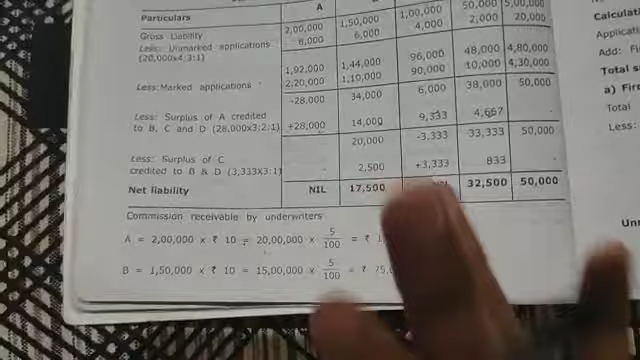 Particulars A
Gross Liability 2,00,000 1,50,000 1,00,000 50,000 5,00,000
Less: Unmarked applications 8,000 6,000 4,000 2,000 20,000
(20,000x4:3:1)
1,92,000 1,44,000 96,000 48,000 4,80,000
Less: Marked applications 2,20,000 1,10,000 90,000 10,000 4,30,000
-28,000 34,000 6,000 38,000 50,000
Less: Surplus of A credited
to B, C and D (28,000x3:2:1) +28,000 14,000 9,333 4,667 -
20,000 -3,333 33,333 50,000
Less: Surplus of C
credited to B & D (3,333X3:1) - 2,500 +3,333 833
Net liability NIL 17,500 32,500 50,000
Commission receivable by underwriters
A = 2,00,000 x ₹ 10 = 20,00,000 x 5/100 = ₹ 1
B = 1,50,000 x ₹ 10 = 15,00,000 x 5/100 = ₹ 75,0
Calculati
Applicati
Add: Fi
Total s
a) Fir
Total
Less: